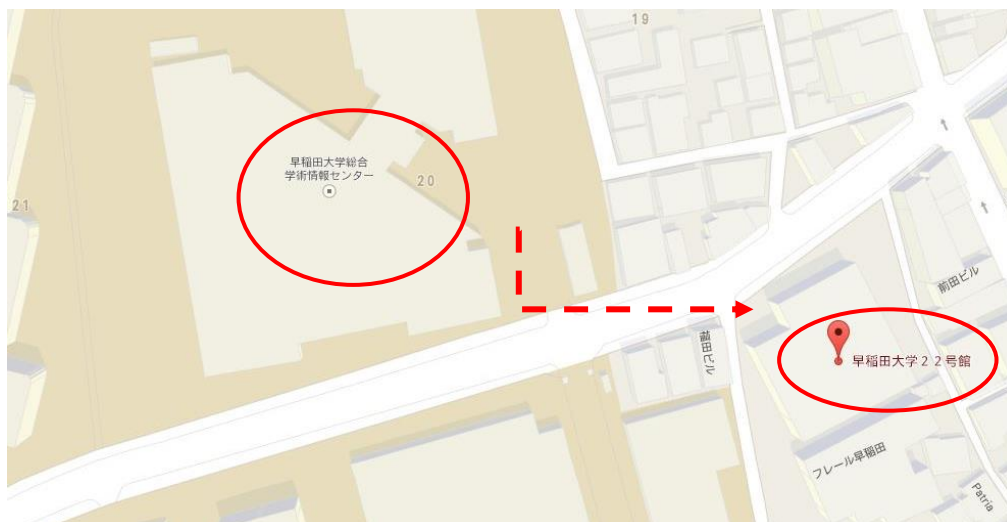 19
早稲田大学総合
学術情報センター
20
21
前田ビル
樋田ビル
早稲田大学２２号館
フレール早稲田
Patria